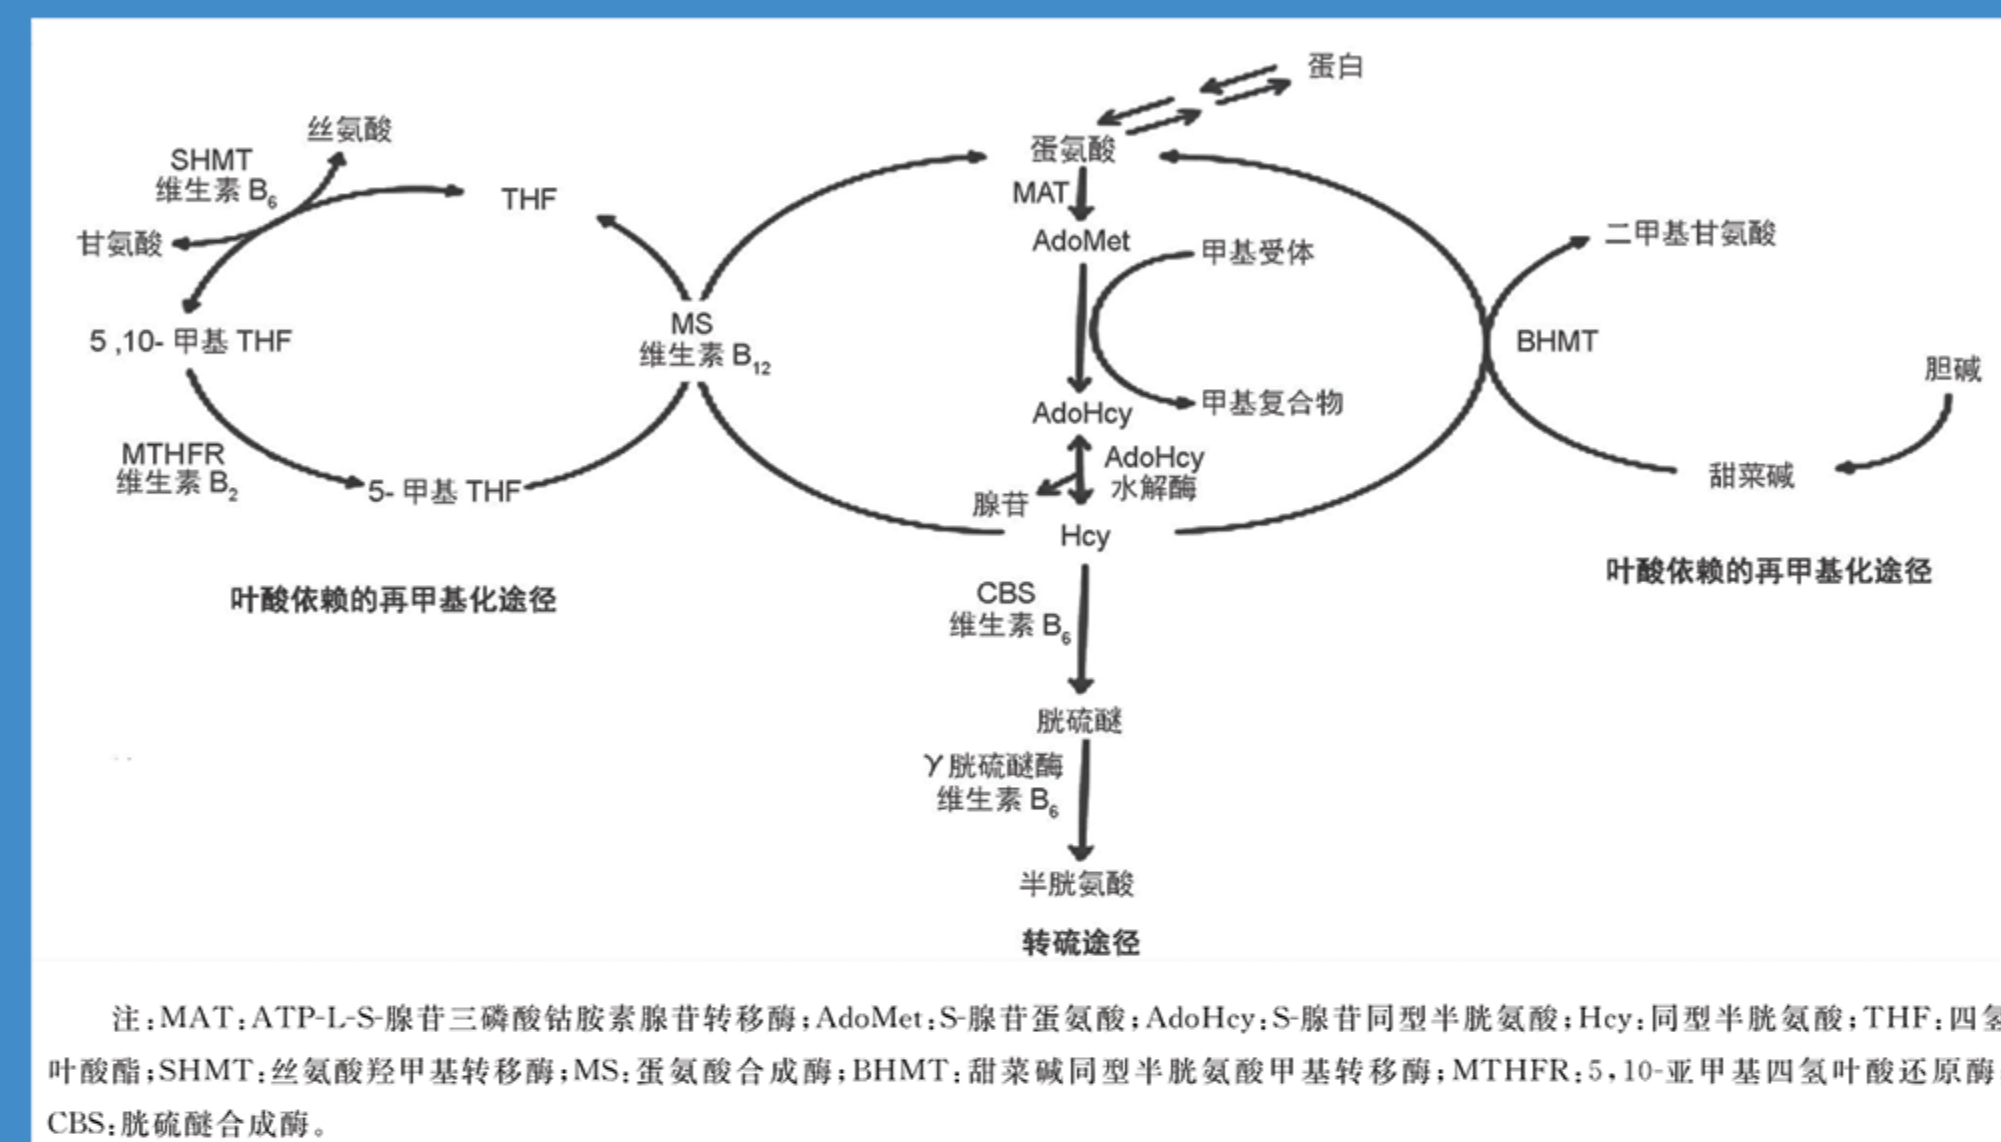 蛋白
丝氨酸
蛋氨酸
SHMT
维生素 B6
MAT
THF
甘氨酸
AdoMet
甲基受体
二甲基甘氨酸
MS
维生素 B12
5,10- 甲基 THF
BHMT
胆碱
AdoHcy
甲基复合物
MTHFR
维生素 B2
AdoHcy
水解酶
甜菜碱
5- 甲基 THF
腺苷
Hcy
叶酸依赖的再甲基化途径
叶酸依赖的再甲基化途径
CBS
维生素 B6
胱硫醚
γ胱硫醚酶
维生素 B6
半胱氨酸
转硫途径
注:MAT:ATP-L-S-腺苷三磷酸钴胺素腺苷转移酶;AdoMet:S-腺苷蛋氨酸;AdoHcy:S-腺苷同型半胱氨酸;Hcy:同型半胱氨酸;THF:四氢
叶酸酯;SHMT:丝氨酸羟甲基转移酶;MS:蛋氨酸合成酶;BHMT:甜菜碱同型半胱氨酸甲基转移酶;MTHFR:5,10-亚甲基四氢叶酸还原酶
CBS:胱硫醚合成酶。